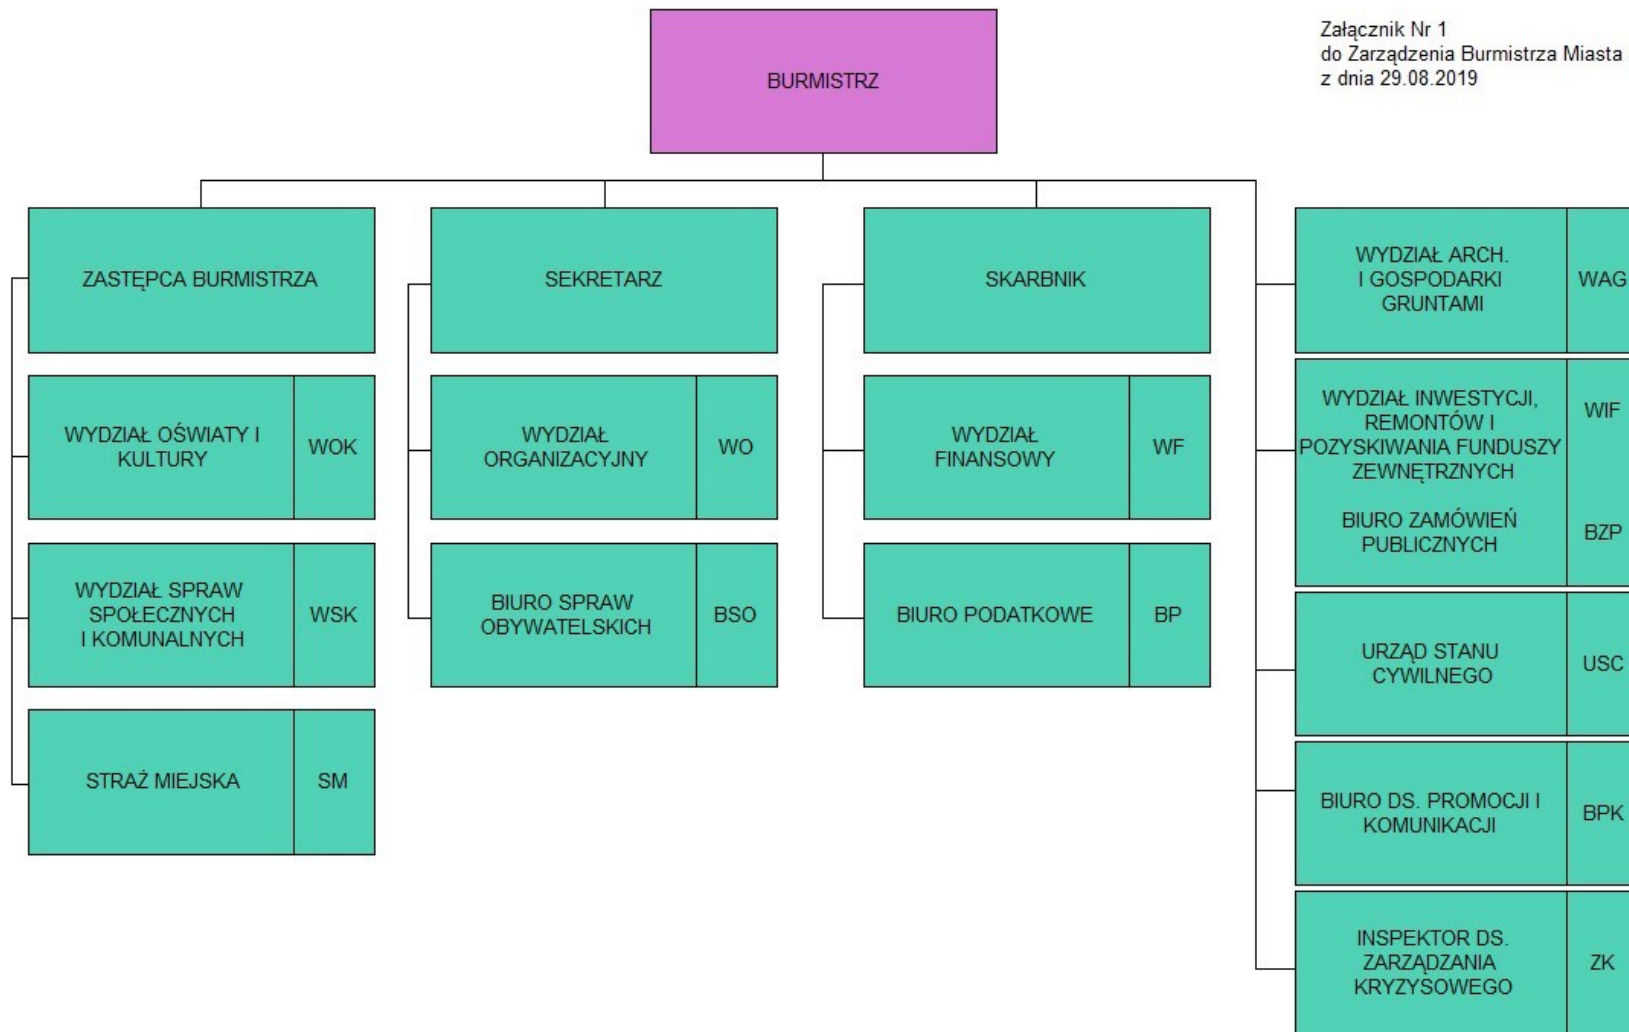 BURMISTRZ
Załącznik Nr 1
do Zarządzenia Burmistrza Miasta
z dnia 29.08.2019
ZASTĘPCA BURMISTRZA
WYDZIAŁ OŚWIATY I
KULTURY
WOK
WYDZIAŁ SPRAW
SPOŁECZNYCH
I KOMUNALNYCH
WSK
STRAŻ MIEJSKA
SM
SEKRETARZ
WYDZIAŁ
ORGANIZACYJNY
WO
BIURO SPRAW
OBYWATELSKICH
BSO
SKARBNIK
WYDZIAŁ
FINANSOWY
WF
BIURO PODATKOWE
BP
WYDZIAŁ ARCH.
I GOSPODARKI
GRUNTAMI
WAG
WYDZIAŁ INWESTYCJI,
REMONTÓW I
POZYSKIWANIA FUNDUSZY
ZEWNĘTRZNYCH
WIF
BIURO ZAMÓWIEŃ
PUBLICZNYCH
BZP
URZĄD STANU
CYWILNEGO
USC
BIURO DS. PROMOCJI I
KOMUNIKACJI
BPK
INSPEKTOR DS.
ZARZĄDZANIA
KRYZYSOWEGO
ZK